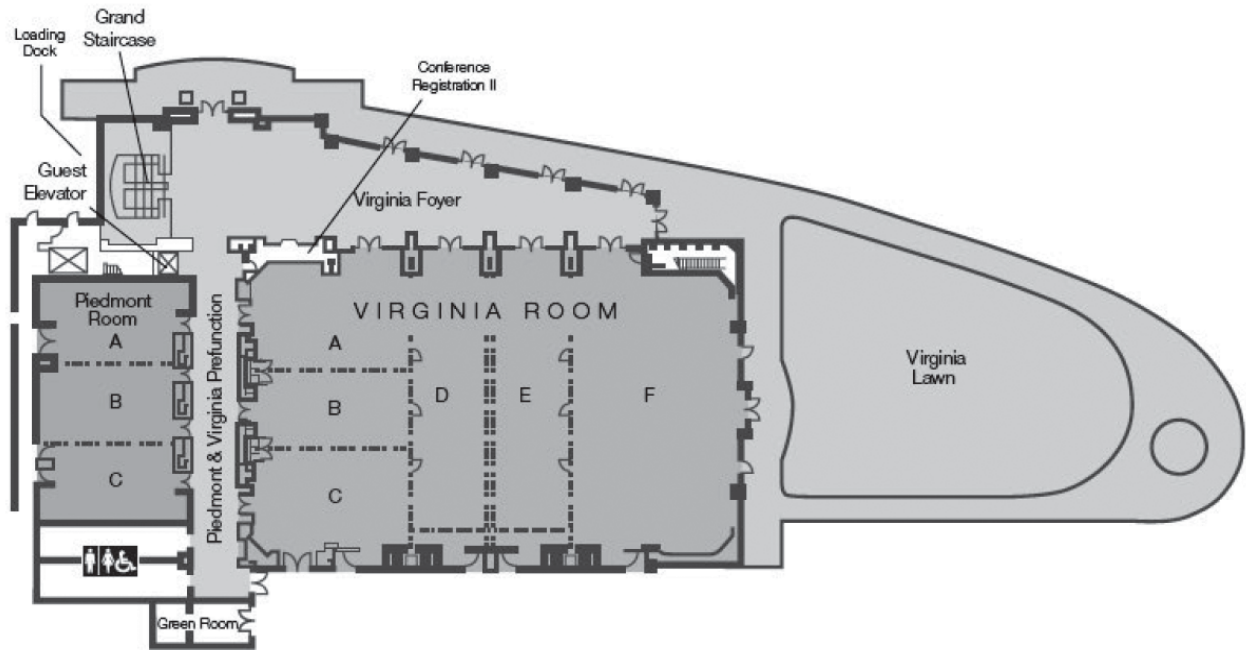 Grand
Staircase
Loading
Dock
Conference
Registration II
Guest
Elevator
Virginia Foyer
Piedmont
Room
A
B
C
Piedmont & Virginia Prefunction
VIRGINIA ROOM
A
B
C
D
E
F
Virginia
Lawn
Green Room